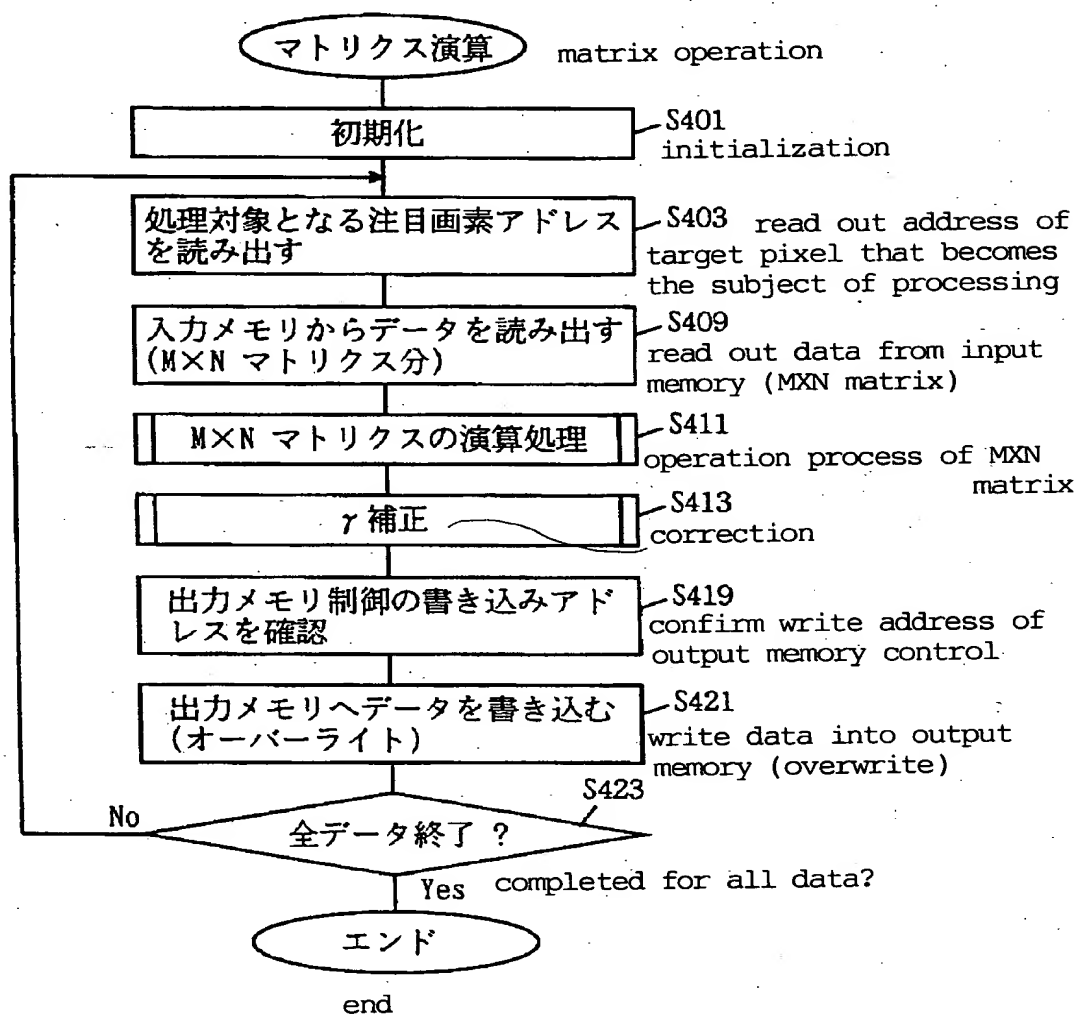 マトリクス演算
matrix operation
初期化
S401
initialization
処理対象となる注目画素アドレス
を読み出す
S403 read out address of
target pixel that becomes
the subject of processing
入力メモリからデータを読み出す
(M×N マトリクス分)
S409
read out data from input
memory (MXN matrix)
M×N マトリクスの演算処理
S411
operation process of MXN
matrix
γ補正
S413
correction
出力メモリ制御の書き込みアド
レスを確認
S419
confirm write address of
output memory control
出力メモリへデータを書き込む
(オーバーライト)
S421
write data into output
memory (overwrite)
S423
No
全データ終了 ?
Yes
completed for all data?
エンド
end